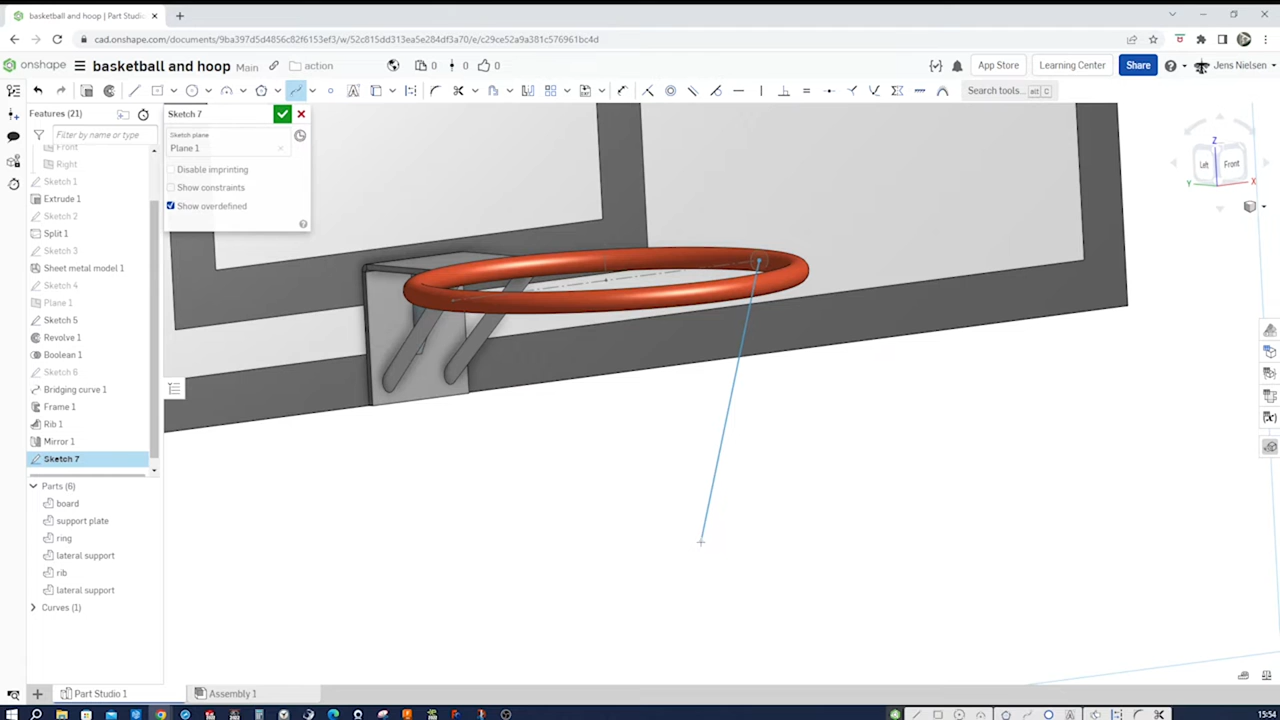 basketball and hoop | Part Studi
cad.onshape.com/documents/9ba397d5d4856c82f6153ef3/w/52c815dd313ea5e284df3a70/e/c29ce52a9a381c576961bc4d
onshape
basketball and hoop Main action
0 0 0
App Store
Learning Center
Share
Jens Nielsen
Search tools... alt C
Features (21)
Filter by name or type
Front
Right
Sketch 1
Extrude 1
Sketch 2
Split 1
Sketch 3
Sheet metal model 1
Sketch 4
Plane 1
Sketch 5
Revolve 1
Boolean 1
Sketch 6
Bridging curve 1
Frame 1
Rib 1
Mirror 1
Sketch 7
Parts (6)
board
support plate
ring
lateral support
rib
lateral support
Curves (1)
Sketch 7
Sketch plane
Plane 1
Disable imprinting
Show constraints
Show overdefined
Z
Left
Front
Y
X
Part Studio 1
Assembly 1
15:54